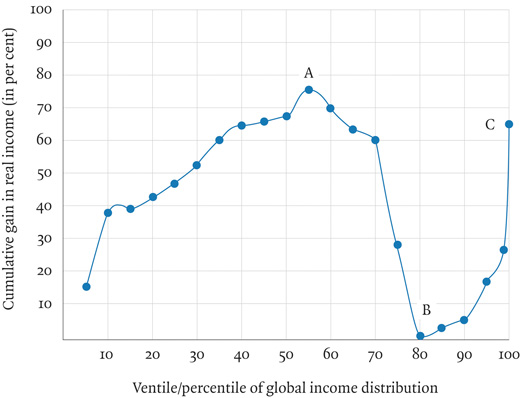 Cumulative gain in real income (in per cent)
100
90
80
70
60
50
40
30
20
10
A
B
C
10 20 30 40 50 60 70 80 90 100
Ventile/percentile of global income distribution